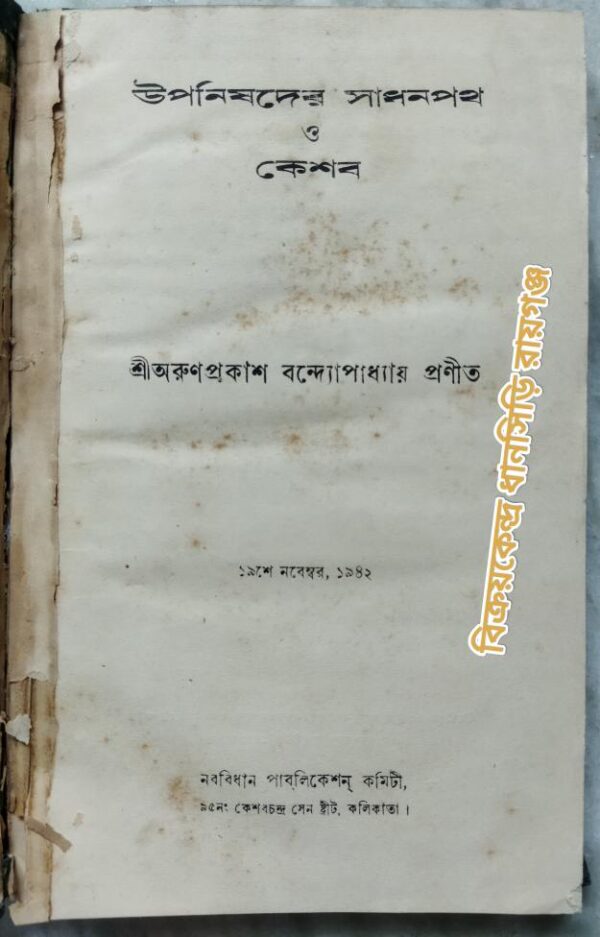 উপনিষদের সাধনপথ
ও
কেশব
শ্রীঅরুণপ্রকাশ বন্দ্যোপাধ্যায় প্রণীত
১৯শে নবেম্বর, ১৯৪২
নববিধান পাব্‌লিকেশন্ কমিটী,
৯৫নং কেশবচন্দ্র সেন ষ্ট্রীট, কলিকাতা।
বিক্রয়কেন্দ্র ধানসিড়ি রায়গঞ্জ